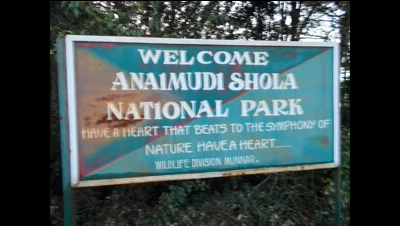 WELCOME
ANAIMUDI SHOLA
NATIONAL PARK
HAVE A HEART THAT BEATS TO THE SYMPHONY OF
NATURE HAVE A HEART......
WILDLIFE DIVISION MUNNAR.